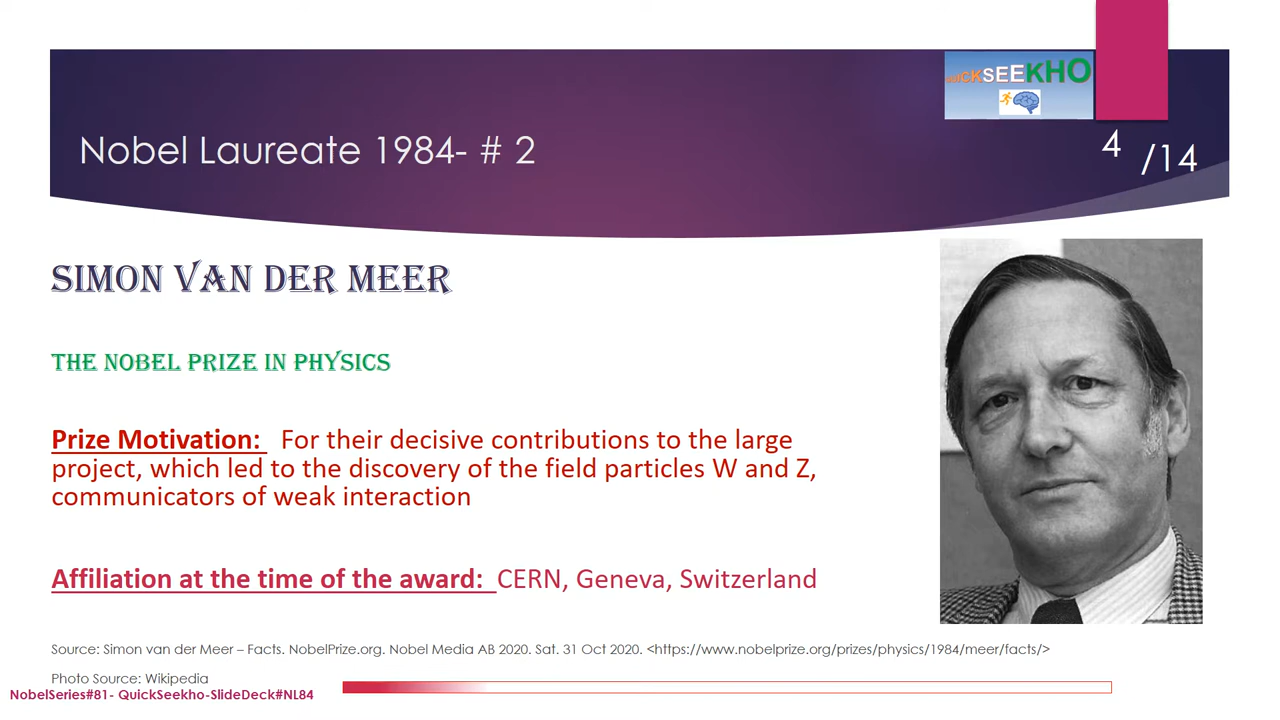 QUICKSEEKHO
Nobel Laureate 1984- # 2
4 /14
SIMON VAN DER MEER
THE NOBEL PRIZE IN PHYSICS
Prize Motivation: For their decisive contributions to the large
project, which led to the discovery of the field particles W and Z,
communicators of weak interaction
Affiliation at the time of the award: CERN, Geneva, Switzerland
Source: Simon van der Meer – Facts. NobelPrize.org. Nobel Media AB 2020. Sat. 31 Oct 2020. <https://www.nobelprize.org/prizes/physics/1984/meer/facts/>
Photo Source: Wikipedia
NobelSeries#81- QuickSeekho-SlideDeck#NL84